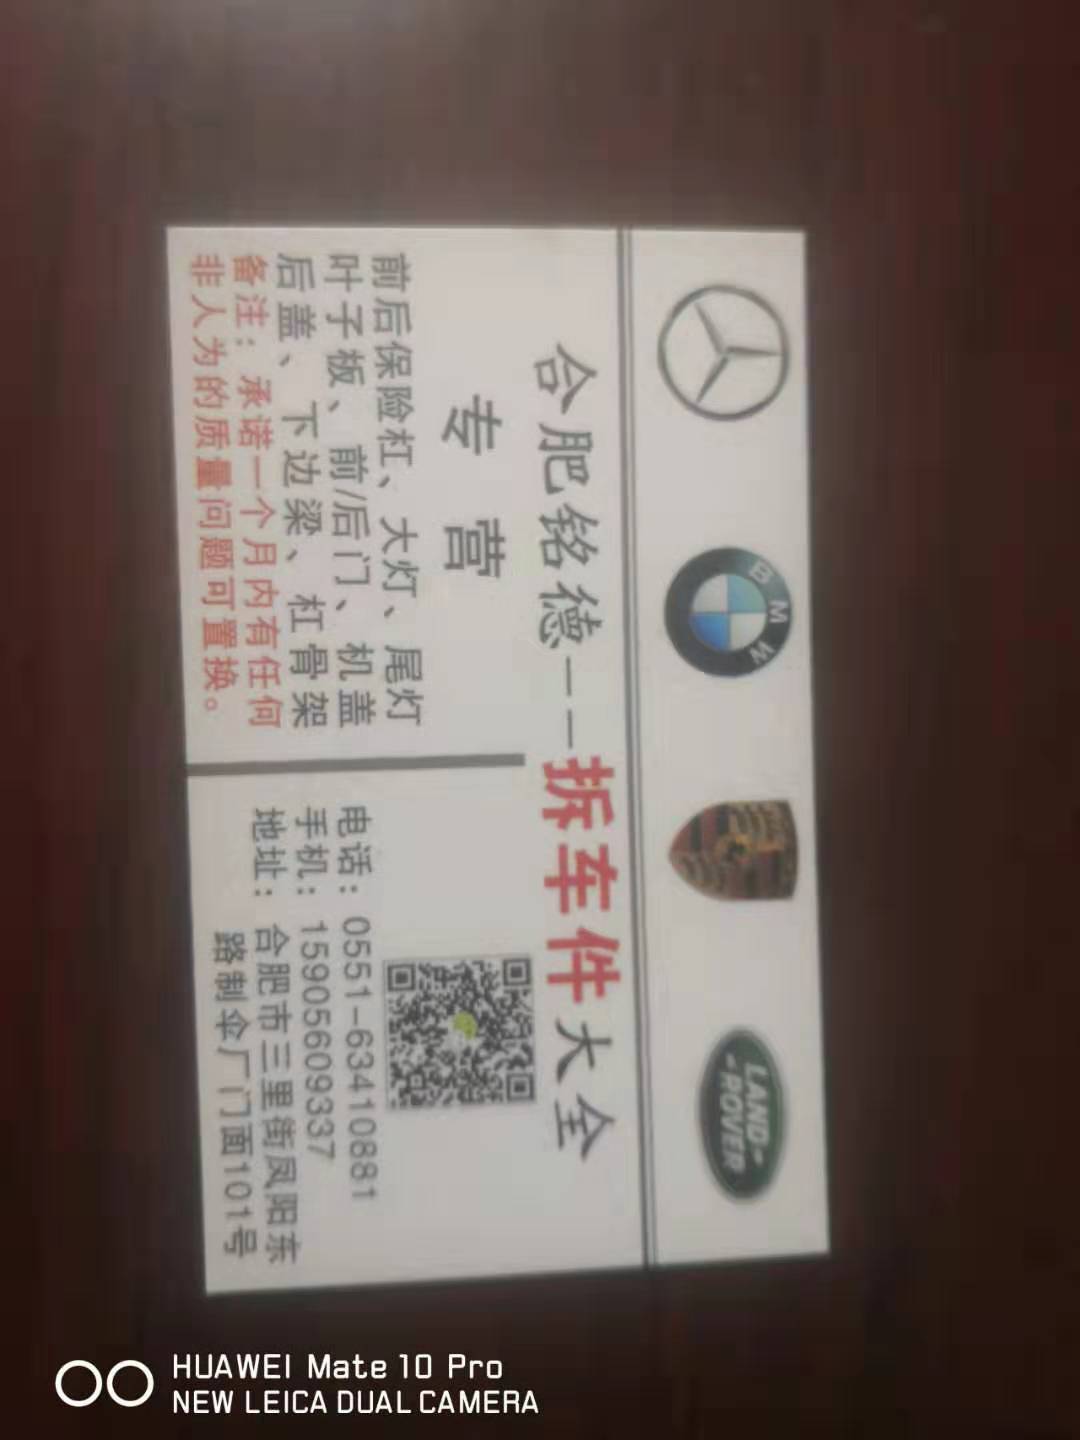 BMW
LAND-
-ROVER
合肥铭德——拆车件大全
专 营
前后保险杠、大灯、尾灯
叶子板、前/后门、机盖
后盖、下边梁、杠骨架
备注：承诺一个月内有任何
非人为的质量问题可置换。
电话：0551-63410881
手机：15905609337
地址：合肥市三里街凤阳东
路制伞厂门面101号
HUAWEI Mate 10 Pro
NEW LEICA DUAL CAMERA